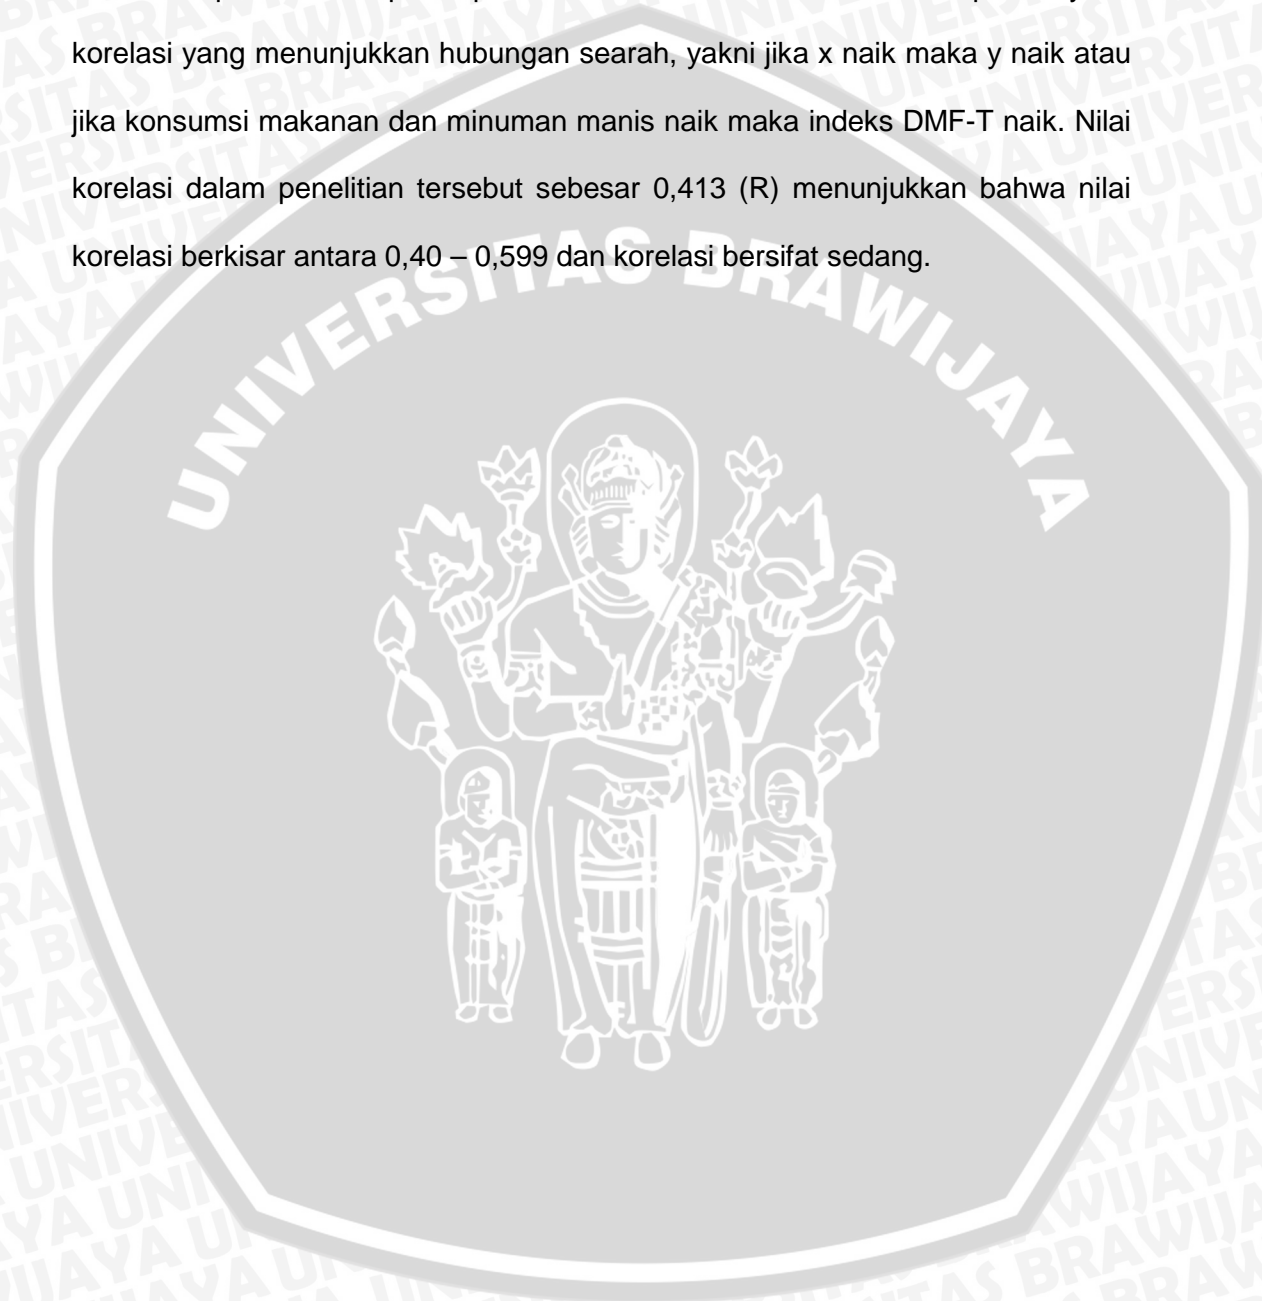 korelasi yang menunjukkan hubungan searah, yakni jika x naik maka y naik atau
jika konsumsi makanan dan minuman manis naik maka indeks DMF-T naik. Nilai
korelasi dalam penelitian tersebut sebesar 0,413 (R) menunjukkan bahwa nilai
korelasi berkisar antara 0,40 – 0,599 dan korelasi bersifat sedang.
UNIVERSITAS BRAWIJAYA